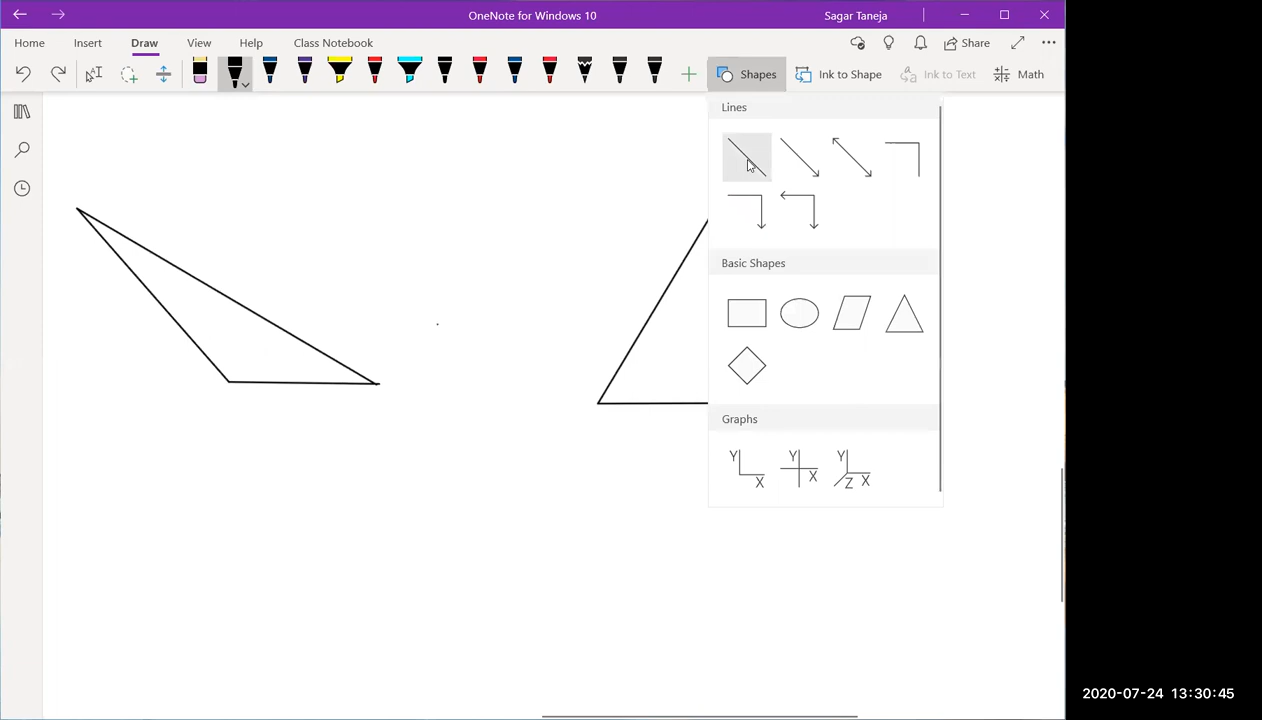 OneNote for Windows 10
Sagar Taneja
Home Insert Draw View Help Class Notebook
Share
Shapes
Ink to Shape
Ink to Text
Math
Lines
Basic Shapes
Graphs
Y X Y X Y Z X
2020-07-24 13:30:45